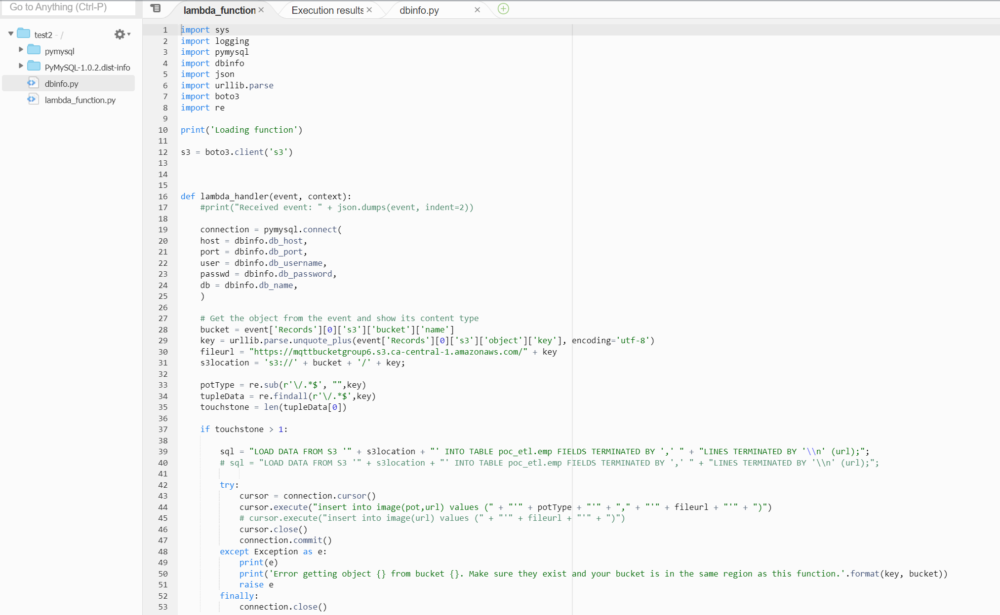 Go to Anything (Ctrl-P)
test2 - /
pymysql
PyMySQL-1.0.2.dist-info
dbinfo.py
lambda_function.py
lambda_function
Execution results
dbinfo.py
1 import sys
2 import logging
3 import pymysql
4 import dbinfo
5 import json
6 import urllib.parse
7 import boto3
8 import re
9
10 print('Loading function')
11
12 s3 = boto3.client('s3')
13
14
15
16 def lambda_handler(event, context):
17     #print("Received event: " + json.dumps(event, indent=2))
18
19     connection = pymysql.connect(
20     host = dbinfo.db_host,
21     port = dbinfo.db_port,
22     user = dbinfo.db_username,
23     passwd = dbinfo.db_password,
24     db = dbinfo.db_name,
25     )
26
27     # Get the object from the event and show its content type
28     bucket = event['Records'][0]['s3']['bucket']['name']
29     key = urllib.parse.unquote_plus(event['Records'][0]['s3']['object']['key'], encoding='utf-8')
30     fileurl = "https://mqttbucketgroup6.s3.ca-central-1.amazonaws.com/" + key
31     s3location = 's3://' + bucket + '/' + key;
32
33     potType = re.sub(r'\/.*$', "",key)
34     tupleData = re.findall(r'\/.*$',key)
35     touchstone = len(tupleData[0])
36
37     if touchstone > 1:
38
39         sql = "LOAD DATA FROM S3 '" + s3location + "' INTO TABLE poc_etl.emp FIELDS TERMINATED BY ',' " + "LINES TERMINATED BY '\\n' (url);";
40         # sql = "LOAD DATA FROM S3 '" + s3location + "' INTO TABLE poc_etl.emp FIELDS TERMINATED BY ',' " + "LINES TERMINATED BY '\\n' (url);";
41
42         try:
43             cursor = connection.cursor()
44             cursor.execute("insert into image(pot,url) values (" + "'" + potType + "'" + "," + "'" + fileurl + "'" + ")")
45             # cursor.execute("insert into image(url) values (" + "'" + fileurl + "'" + ")")
46             cursor.close()
47             connection.commit()
48         except Exception as e:
49             print(e)
50             print('Error getting object {} from bucket {}. Make sure they exist and your bucket is in the same region as this function.'.format(key, bucket))
51             raise e
52         finally:
53             connection.close()